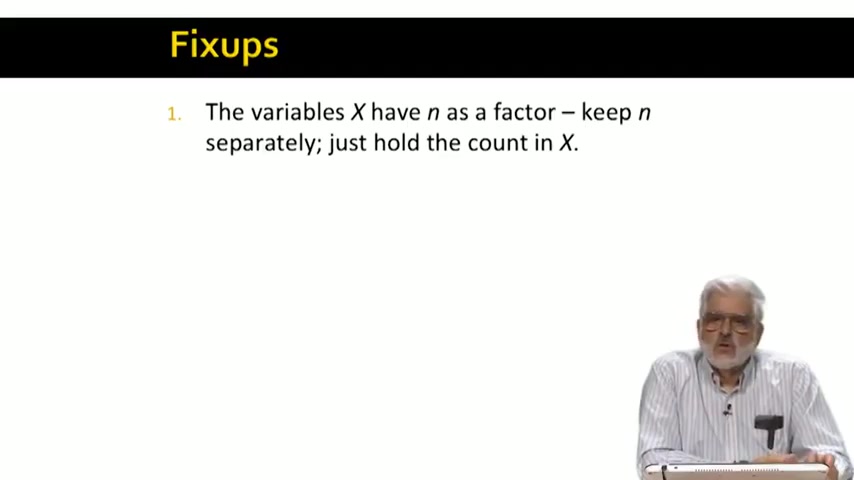 Fixups
1. The variables X have n as a factor – keep n
separately; just hold the count in X.